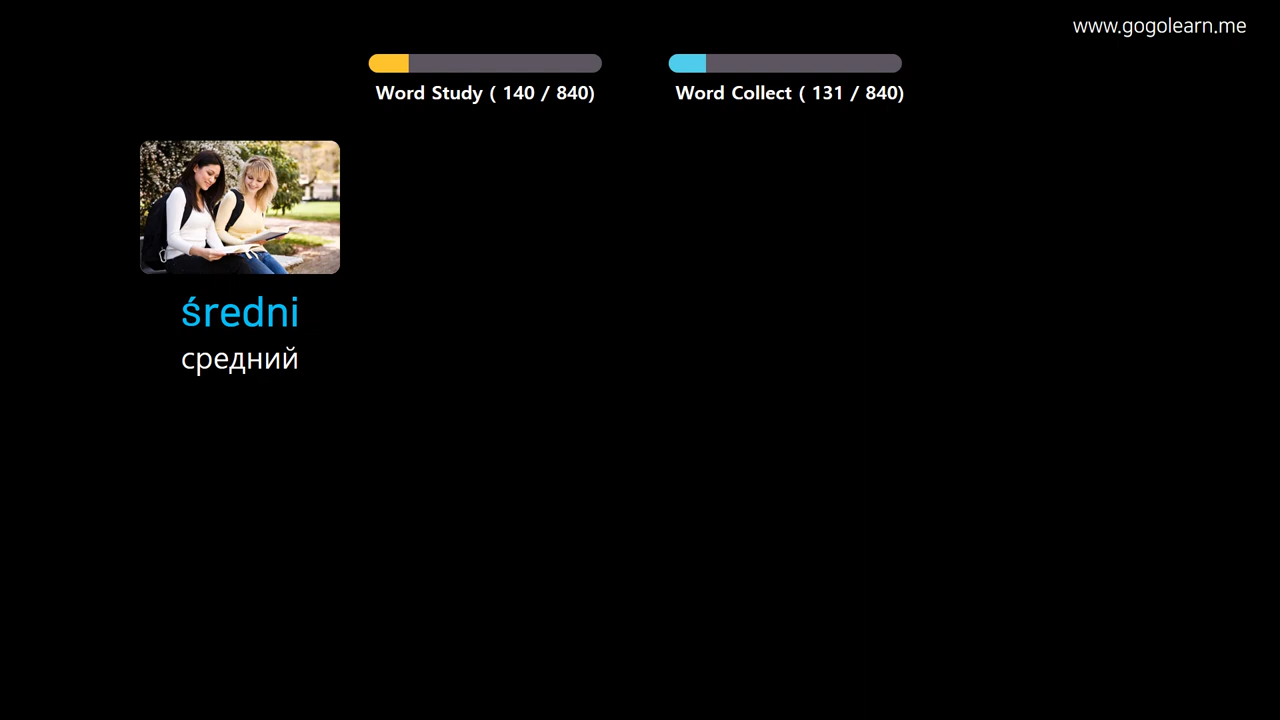 www.gogolearn.me
Word Study ( 140 / 840)
Word Collect ( 131 / 840)
średni
средний